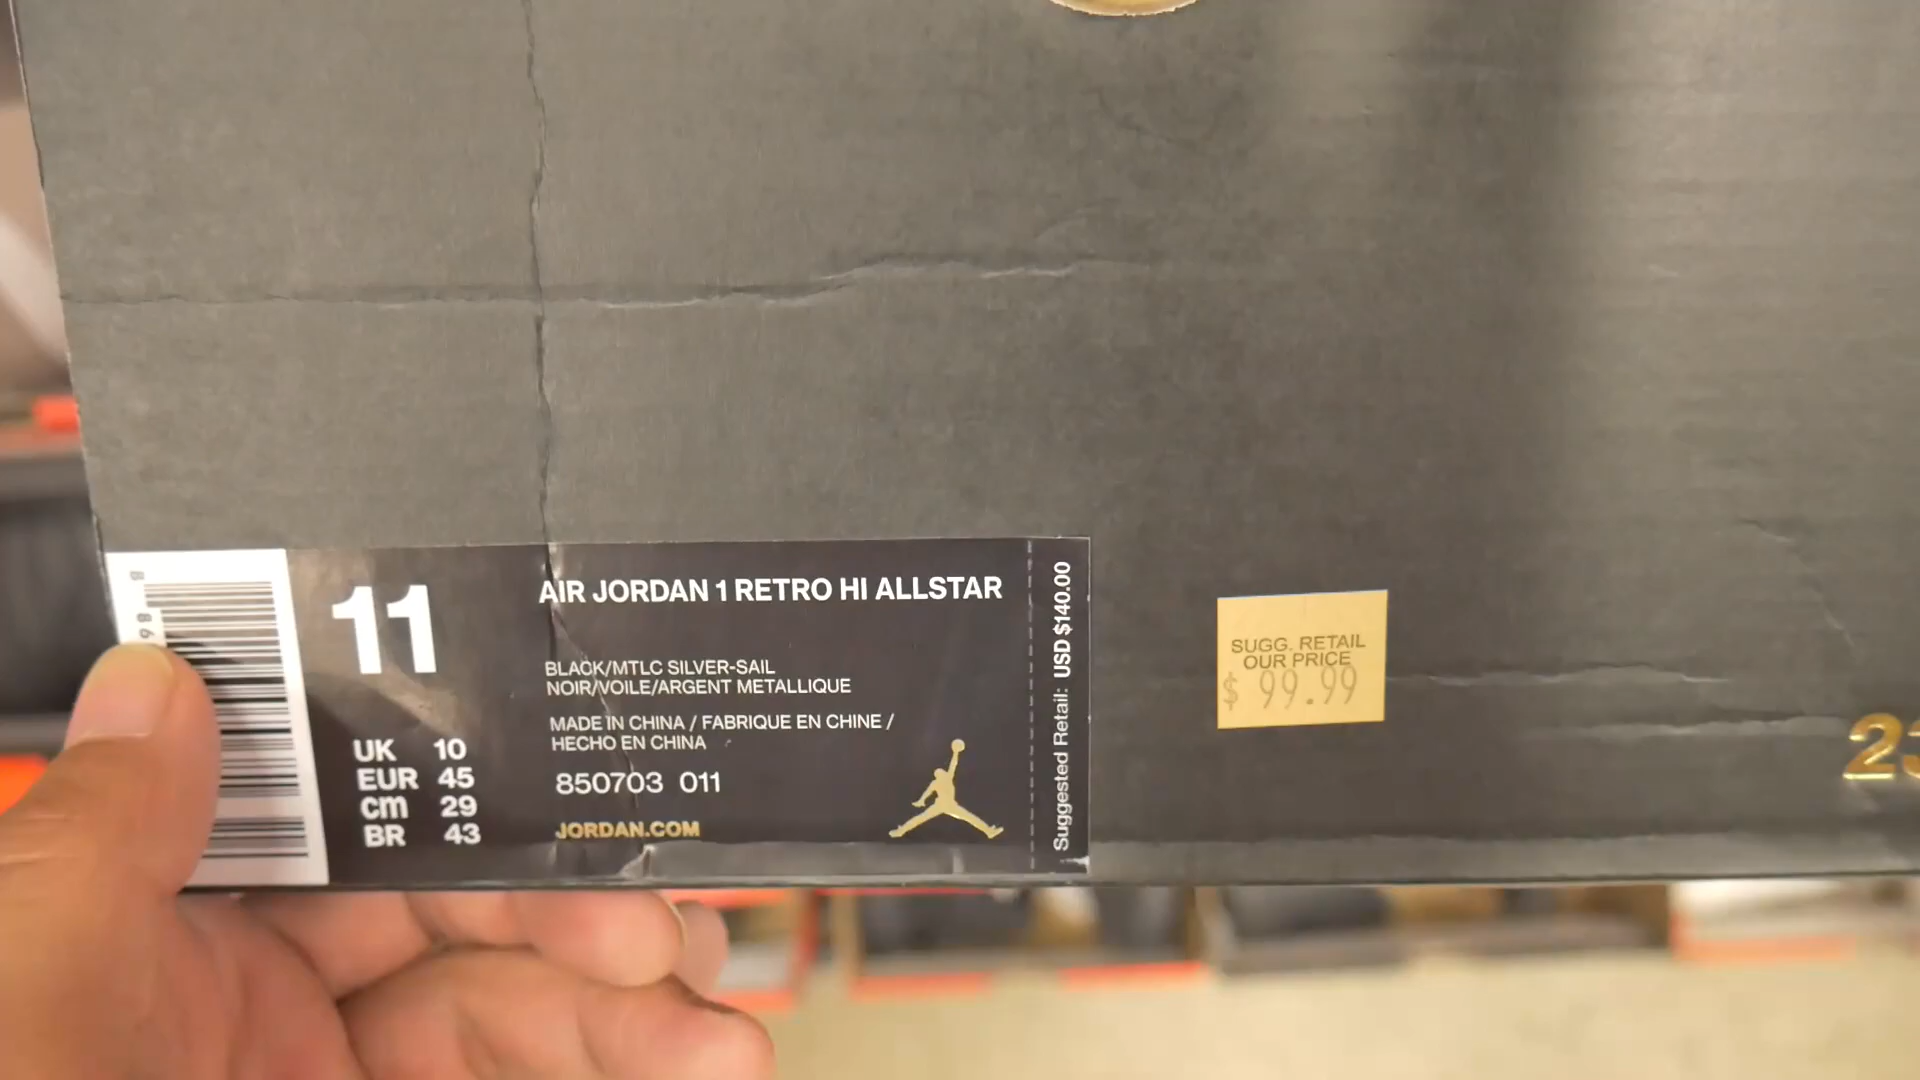 11
AIR JORDAN 1 RETRO HI ALLSTAR
BLACK/MTLC SILVER-SAIL
NOIR/VOILE/ARGENT METALLIQUE
MADE IN CHINA / FABRIQUE EN CHINE /
HECHO EN CHINA
850703 011
JORDAN.COM
UK 10
EUR 45
cm 29
BR 43
Suggested Retail: USD $140.00
SUGG. RETAIL
OUR PRICE
$ 99.99
23